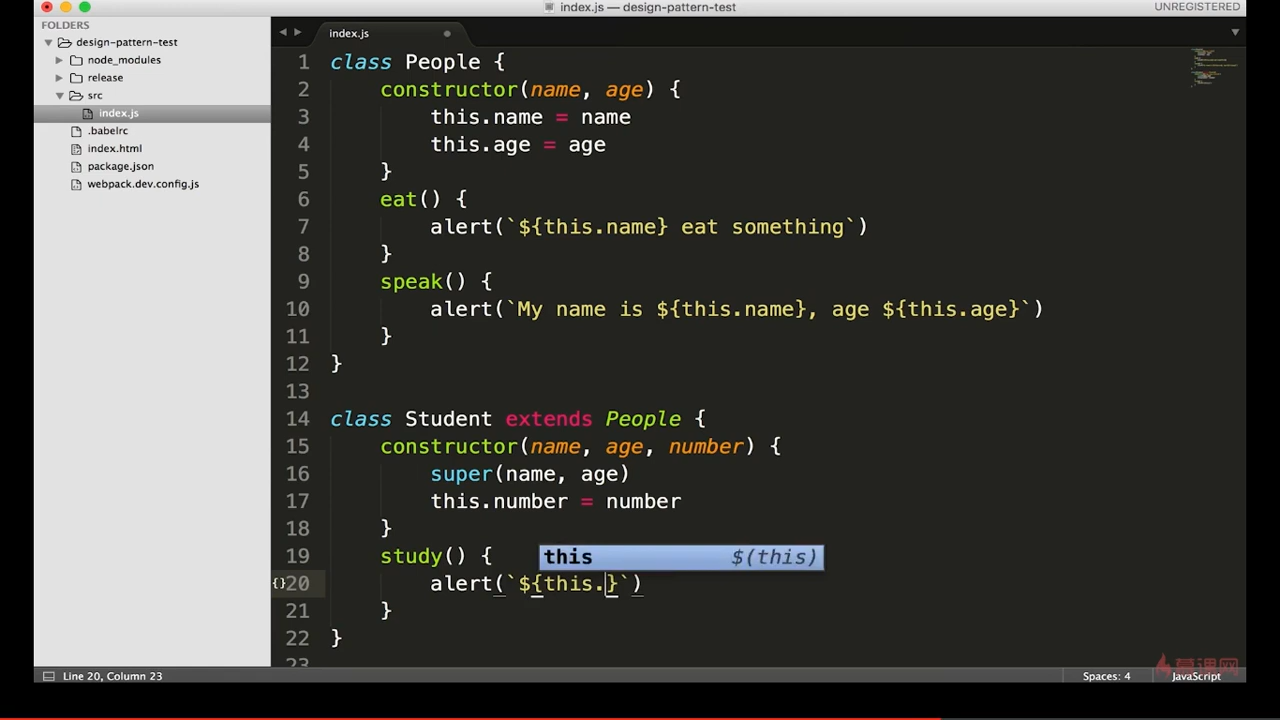 index.js — design-pattern-test
UNREGISTERED
FOLDERS
design-pattern-test
node_modules
release
src
index.js
.babelrc
index.html
package.json
webpack.dev.config.js
index.js
1 class People {
2 constructor(name, age) {
3 this.name = name
4 this.age = age
5 }
6 eat() {
7 alert(`${this.name} eat something`)
8 }
9 speak() {
10 alert(`My name is ${this.name}, age ${this.age}`)
11 }
12 }
13
14 class Student extends People {
15 constructor(name, age, number) {
16 super(name, age)
17 this.number = number
18 }
19 study() {
this $(this)
{} 20 alert(`${this.}`)
21 }
22 }
23
慕课网
Line 20, Column 23
Spaces: 4
JavaScript